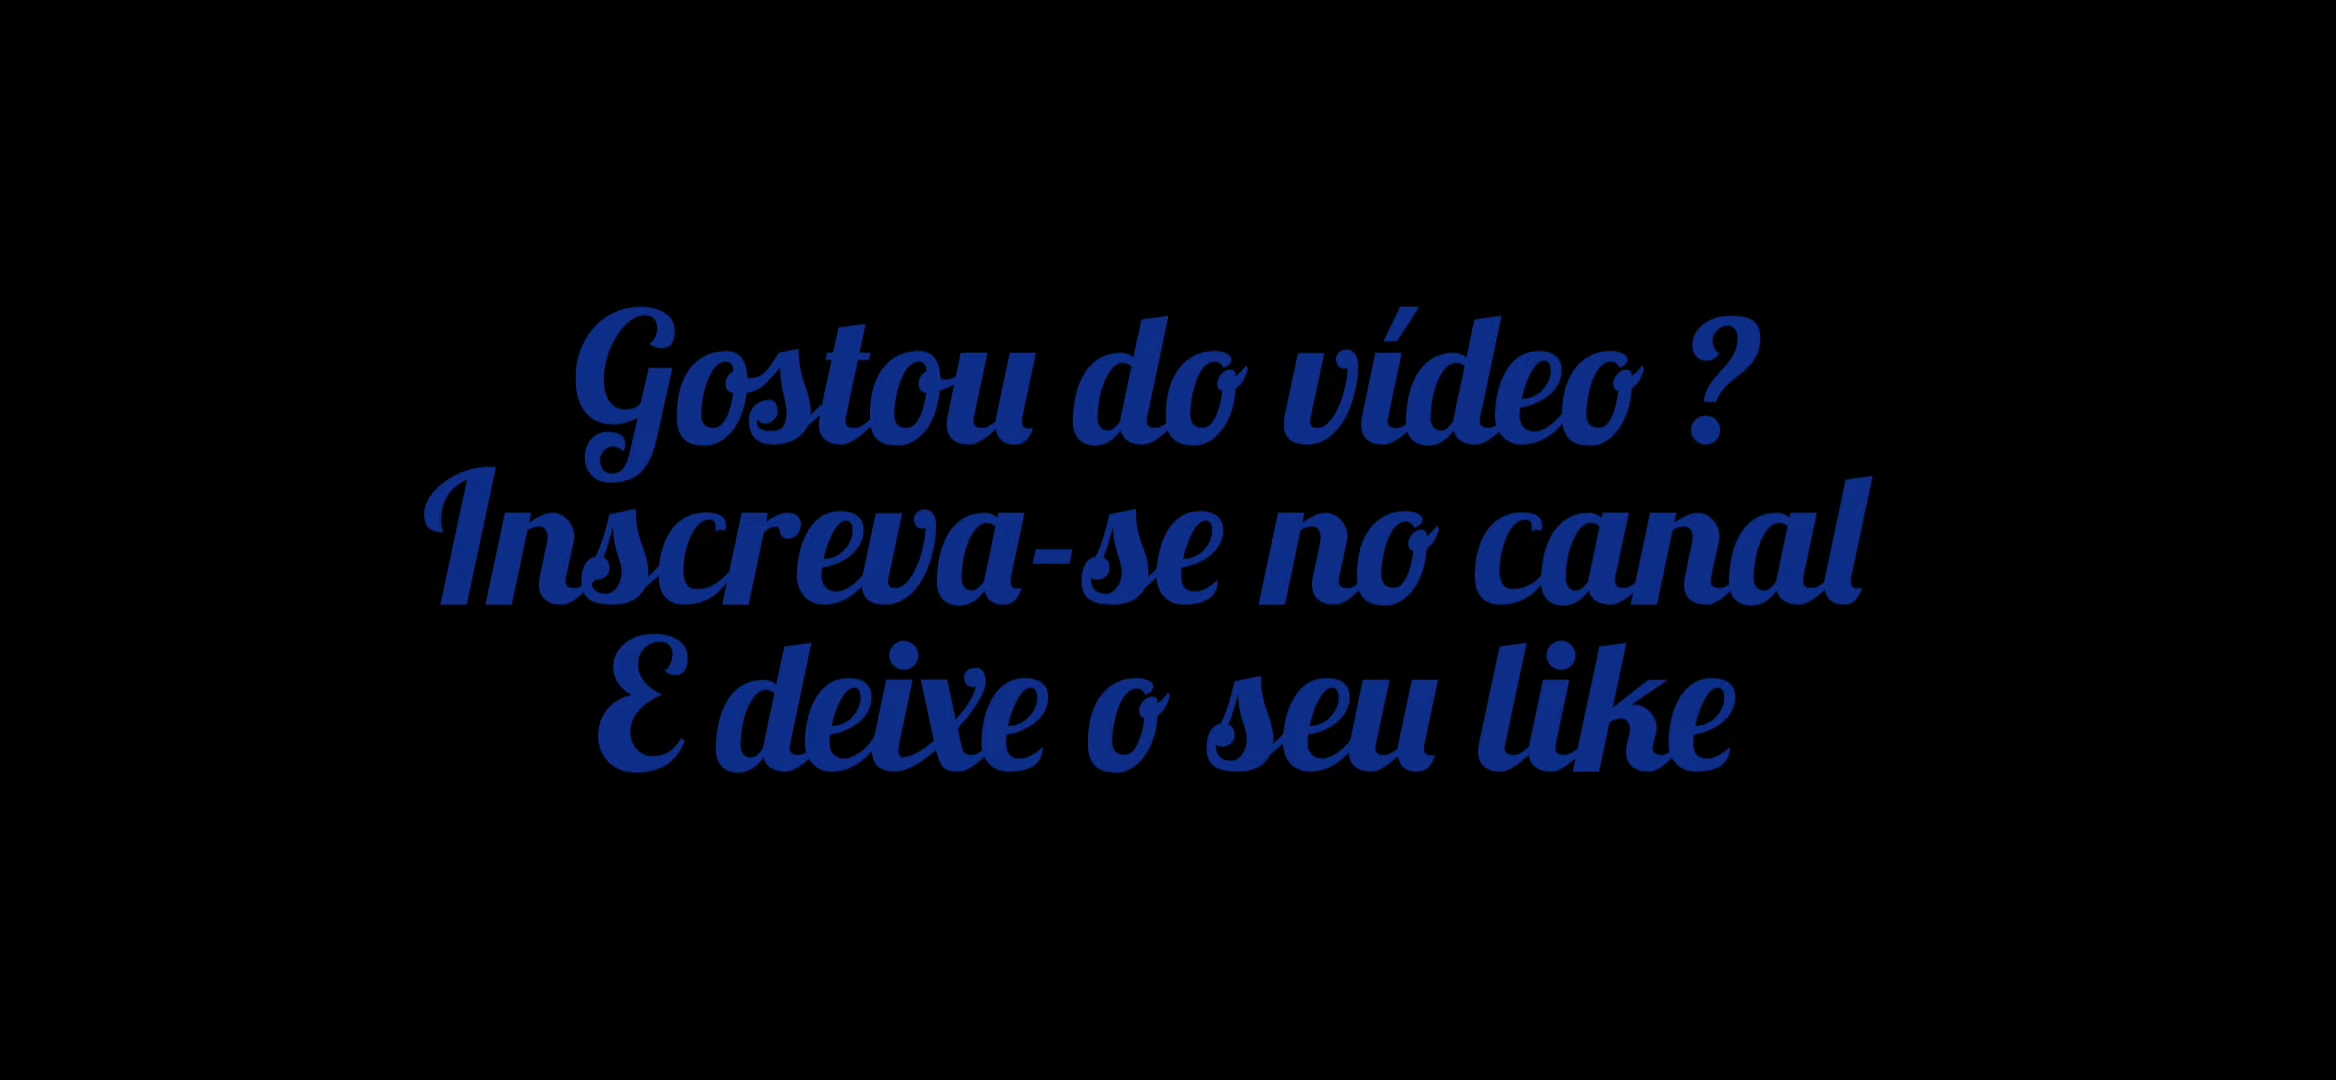 Gostou do vídeo ?
Inscreva-se no canal
E deixe o seu like